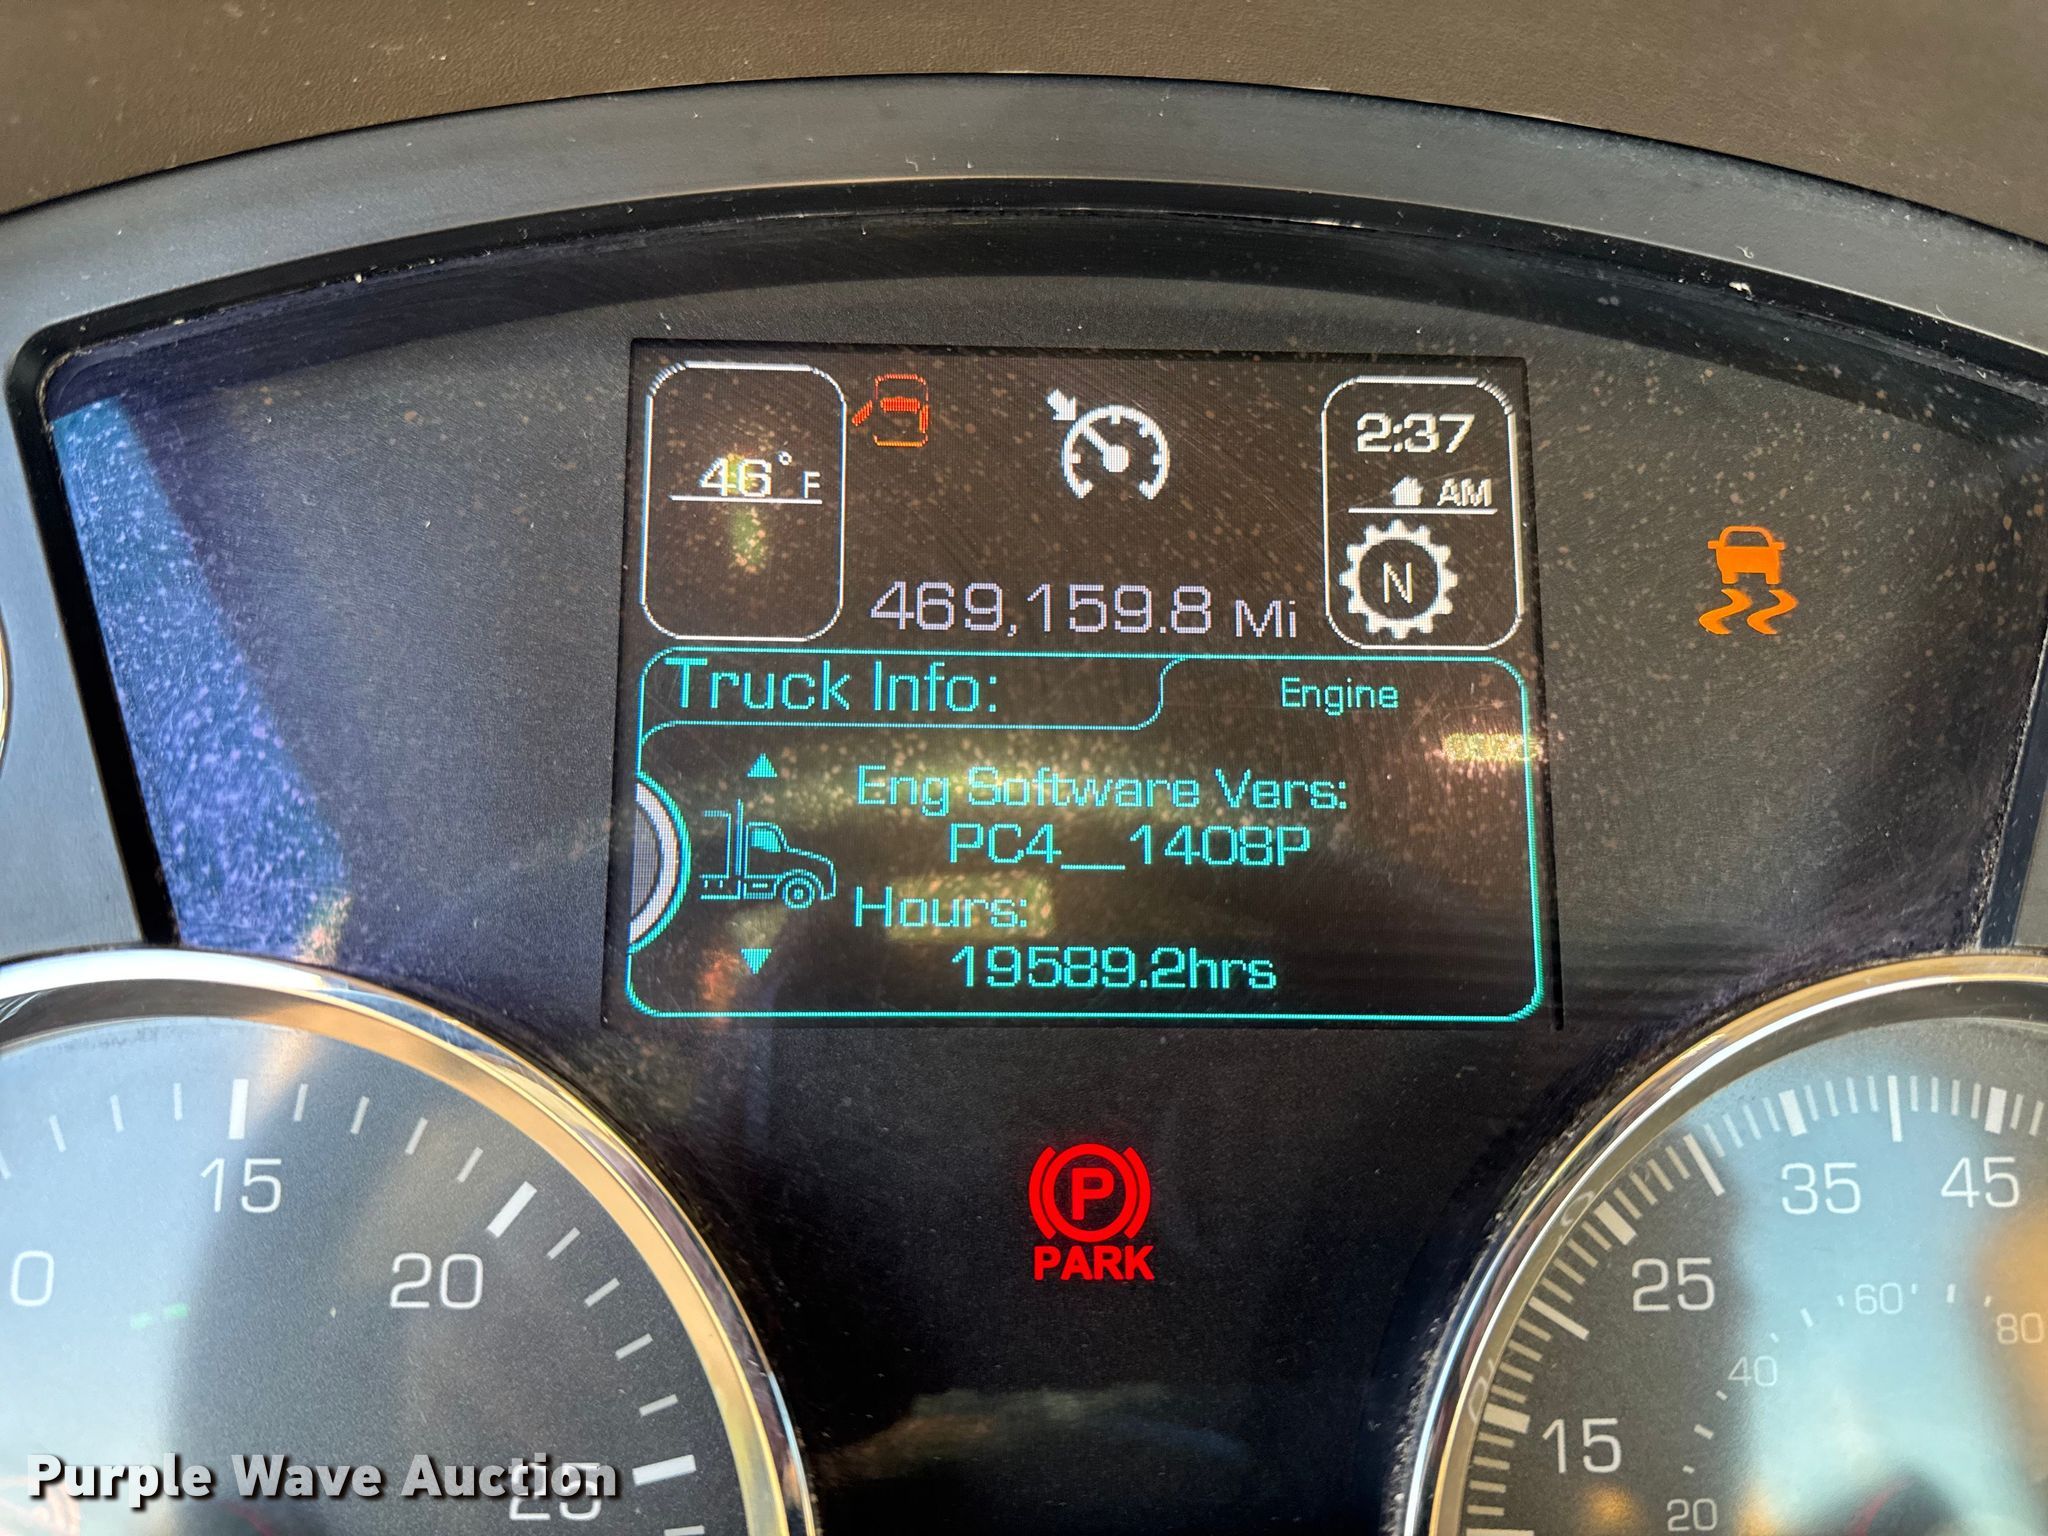 46°F
2:37
AM
N
469,159.8 Mi
Truck Info:
Engine
Eng Software Vers:
PC4__1408P
Hours:
19589.2hrs
P
PARK
0
15
20
25
15
25
35
45
20
40
60
80
Purple Wave Auction